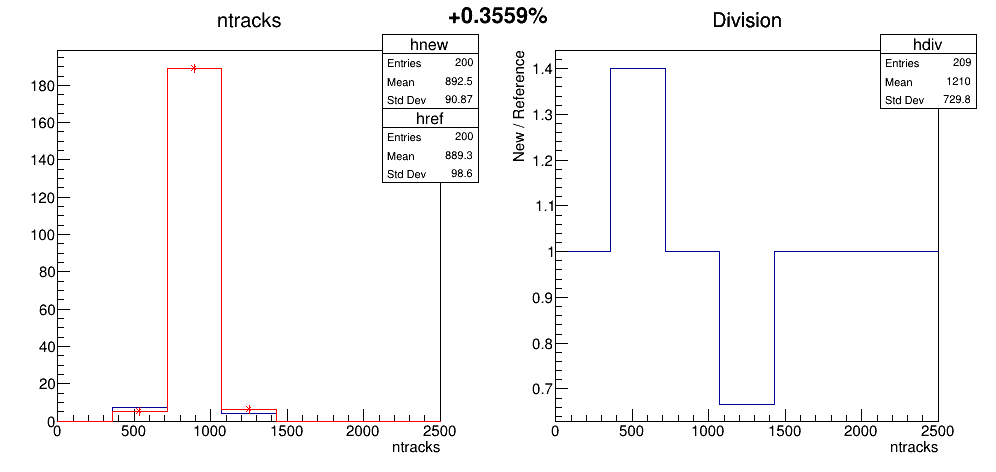 +0.3559%
ntracks
hnew
Entries 200
Mean 892.5
Std Dev 90.87
href
Entries 200
Mean 889.3
Std Dev 98.6
180
160
140
120
100
80
60
40
20
0
0 500 1000 1500 2000 2500
ntracks
Division
hdiv
Entries 209
Mean 1210
Std Dev 729.8
New / Reference
1.4
1.3
1.2
1.1
1
0.9
0.8
0.7
0 500 1000 1500 2000 2500
ntracks